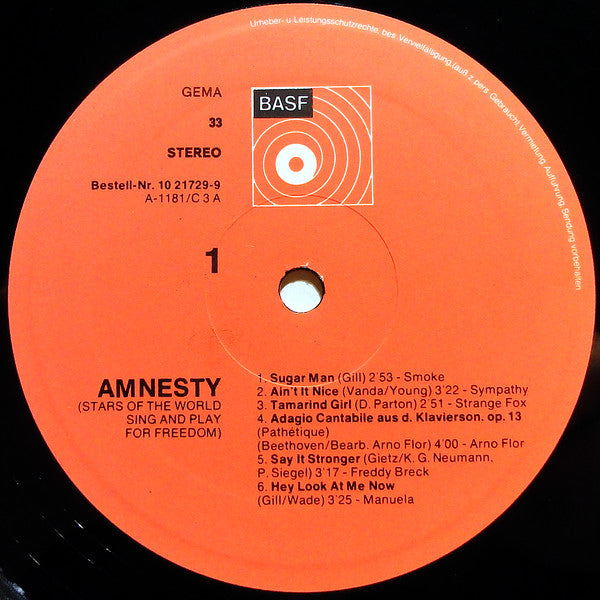 Urheber- u. Leistungsschutzrechte, bes. Vervielfältigung, (auß. z. pers. Gebrauch) Vermietung, Aufführung, Sendung vorbehalten
GEMA
33
STEREO
BASF
Bestell-Nr. 10 21729-9
A-1181/C 3 A
1
AMNESTY
(STARS OF THE WORLD
SING AND PLAY
FOR FREEDOM)
1. Sugar Man (Gill) 2'53 - Smoke
2. Ain't It Nice (Vanda/Young) 3'22 - Sympathy
3. Tamarind Girl (D. Parton) 2'51 - Strange Fox
4. Adagio Cantabile aus d. Klavierson. op. 13
(Pathétique)
(Beethoven/Bearb. Arno Flor) 4'00 - Arno Flor
5. Say It Stronger (Gietz/K. G. Neumann.
P. Siegel) 3'17 - Freddy Breck
6. Hey Look At Me Now
(Gill/Wade) 3'25 - Manuela